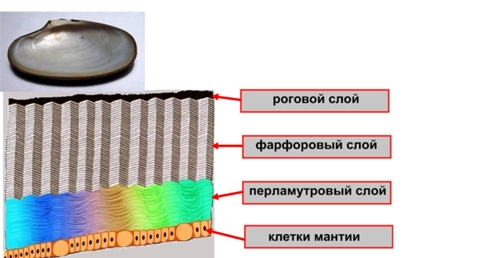 роговой слой
фарфоровый слой
перламутровый слой
клетки мантии